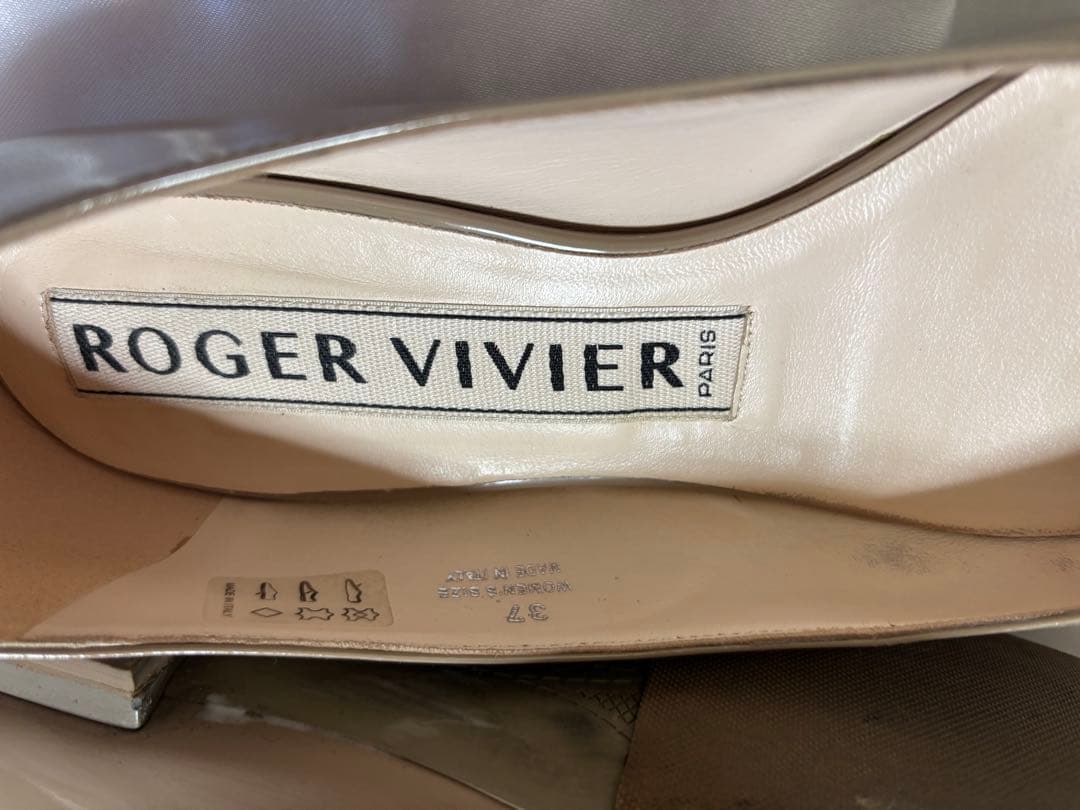 ROGER VIVIER PARIS
MADE IN ITALY
37
WOMEN'S SIZE
MADE IN ITALY